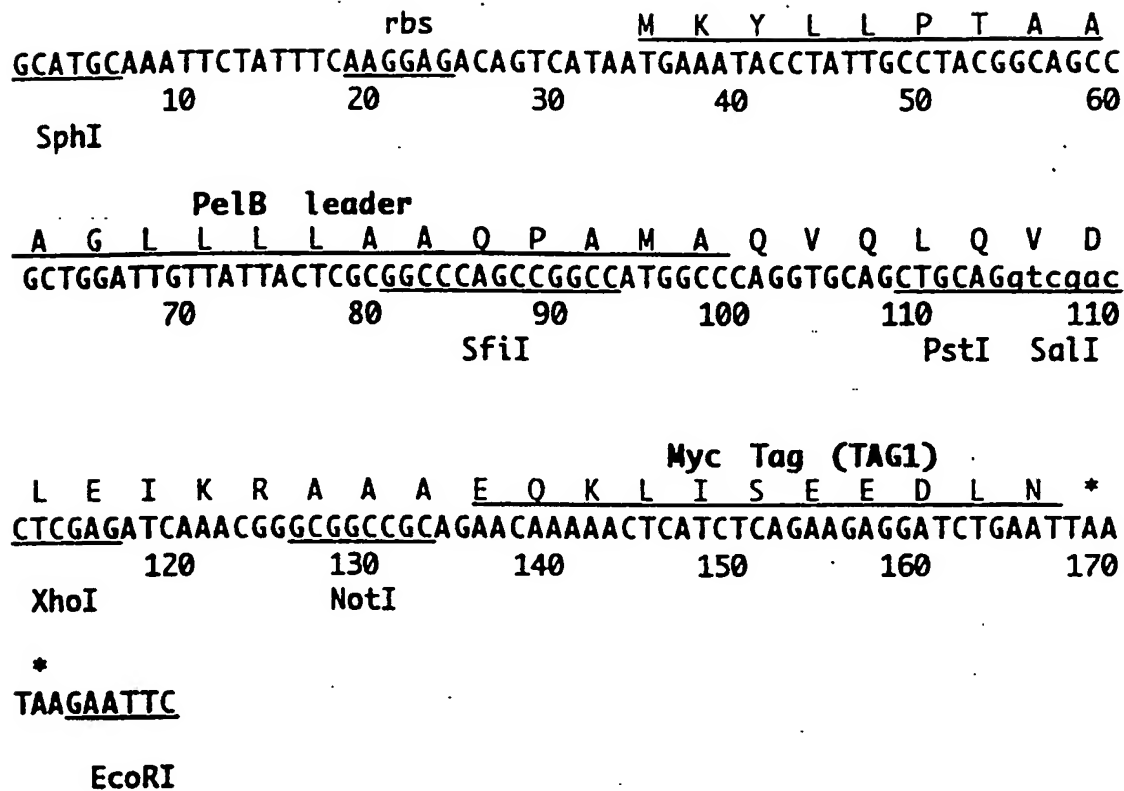 rbs M K Y L L P T A A
GCATGCAAATTCTATTTCAAGGAGACAGTCATAATGAAATACCTATTGCCTACGGCAGCC
10 20 30 40 50 60
SphI
PelB leader
A G L L L L A A Q P A M A Q V Q L Q V D
GCTGGATTGTTATTACTCGCGGCCCAGCCGGCCATGGCCCAGGTGCAGCTGCAGgtcgac
70 80 90 100 110 110
SfiI PstI SalI
Myc Tag (TAG1)
L E I K R A A A E Q K L I S E E D L N *
CTCGAGATCAAACGGGCGGCCGCAGAACAAAAACTCATCTCAGAAGAGGATCTGAATTAA
120 130 140 150 160 170
XhoI NotI
*
TAAGAATTC
EcoRI